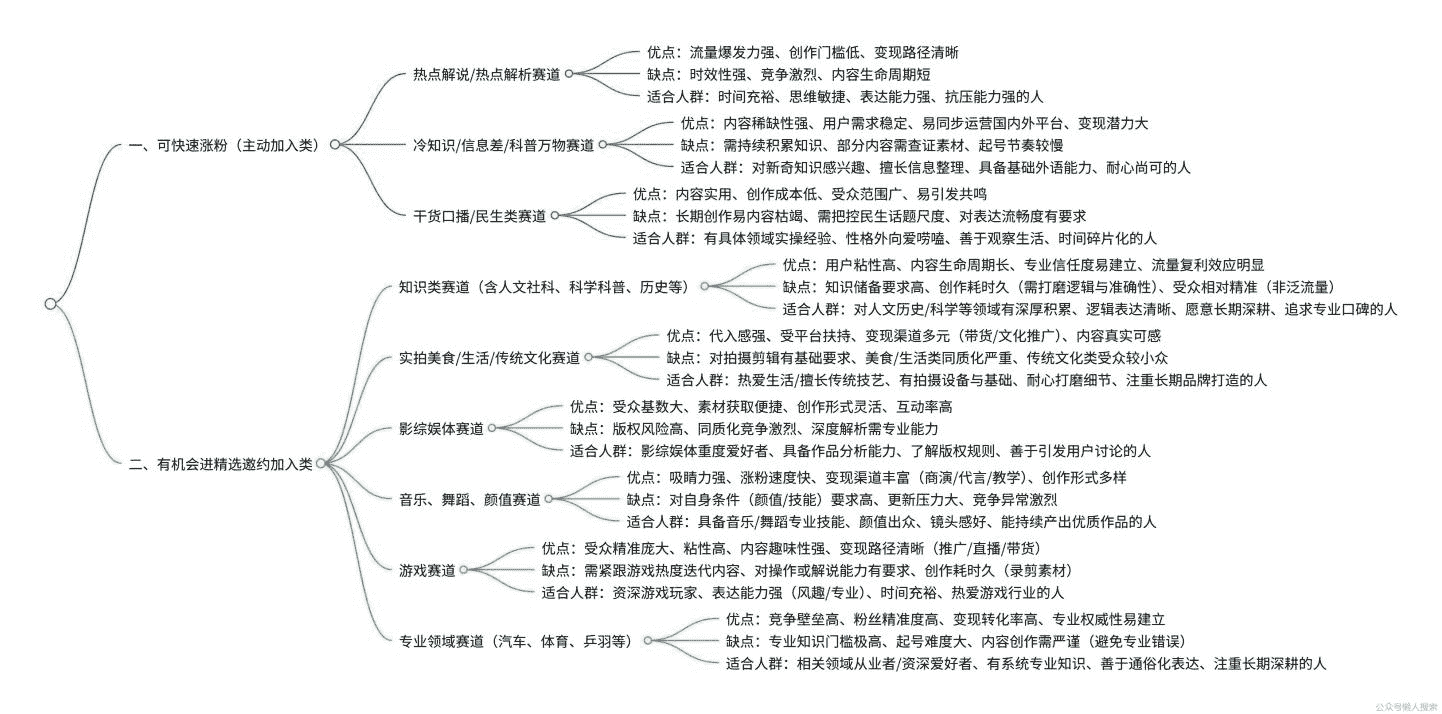 一、可快速涨粉（主动加入类）
热点解说/热点解析赛道
优点：流量爆发力强、创作门槛低、变现路径清晰
缺点：时效性强、竞争激烈、内容生命周期短
适合人群：时间充裕、思维敏捷、表达能力强、抗压能力强的人
冷知识/信息差/科普万物赛道
优点：内容稀缺性强、用户需求稳定、易同步运营国内外平台、变现潜力大
缺点：需持续积累知识、部分内容需查证素材、起号节奏较慢
适合人群：对新奇知识感兴趣、擅长信息整理、具备基础外语能力、耐心尚可的人
干货口播/民生类赛道
优点：内容实用、创作成本低、受众范围广、易引发共鸣
缺点：长期创作易内容枯竭、需把控民生话题尺度、对表达流畅度有要求
适合人群：有具体领域实操经验、性格外向爱唠嗑、善于观察生活、时间碎片化的人
二、有机会进精选邀约加入类
知识类赛道（含人文社科、科学科普、历史等）
优点：用户粘性高、内容生命周期长、专业信任度易建立、流量复利效应明显
缺点：知识储备要求高、创作耗时久（需打磨逻辑与准确性）、受众相对精准（非泛流量）
适合人群：对人文历史/科学等领域有深厚积累、逻辑表达清晰、愿意长期深耕、追求专业口碑的人
实拍美食/生活/传统文化赛道
优点：代入感强、受平台扶持、变现渠道多元（带货/文化推广）、内容真实可感
缺点：对拍摄剪辑有基础要求、美食/生活类同质化严重、传统文化类受众较小众
适合人群：热爱生活/擅长传统技艺、有拍摄设备与基础、耐心打磨细节、注重长期品牌打造的人
影综娱体赛道
优点：受众基数大、素材获取便捷、创作形式灵活、互动率高
缺点：版权风险高、同质化竞争激烈、深度解析需专业能力
适合人群：影综娱体重度爱好者、具备作品分析能力、了解版权规则、善于引发用户讨论的人
音乐、舞蹈、颜值赛道
优点：吸睛力强、涨粉速度快、变现渠道丰富（商演/代言/教学）、创作形式多样
缺点：对自身条件（颜值/技能）要求高、更新压力大、竞争异常激烈
适合人群：具备音乐/舞蹈专业技能、颜值出众、镜头感好、能持续产出优质作品的人
游戏赛道
优点：受众精准庞大、粘性高、内容趣味性强、变现路径清晰（推广/直播/带货）
缺点：需紧跟游戏热度迭代内容、对操作或解说能力有要求、创作耗时久（录剪素材）
适合人群：资深游戏玩家、表达能力强（风趣/专业）、时间充裕、热爱游戏行业的人
专业领域赛道（汽车、体育、乒羽等）
优点：竞争壁垒高、粉丝精准度高、变现转化率高、专业权威性易建立
缺点：专业知识门槛极高、起号难度大、内容创作需严谨（避免专业错误）
适合人群：相关领域从业者/资深爱好者、有系统专业知识、善于通俗化表达、注重长期深耕的人
公众号懒人搜索